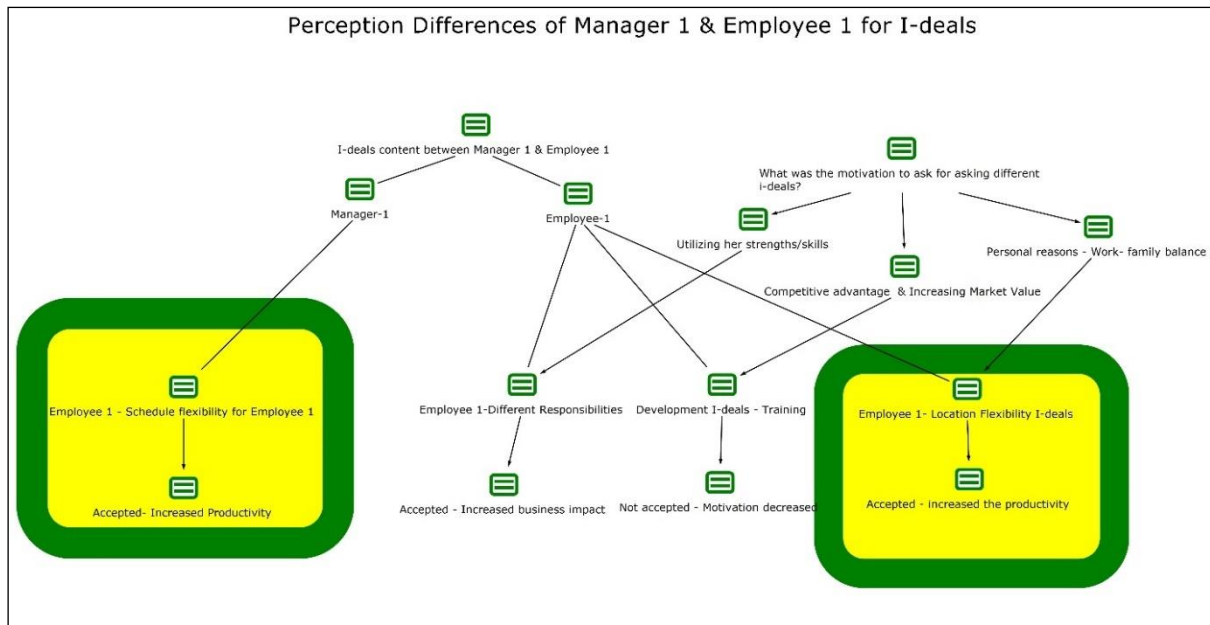 Perception Differences of Manager 1 & Employee 1 for I-deals
I-deals content between Manager 1 & Employee 1
What was the motivation to ask for asking different
i-deals?
Manager-1
Employee-1
Utilizing her strengths/skills
Personal reasons - Work- family balance
Competitive advantage & Increasing Market Value
Employee 1 - Schedule flexibility for Employee 1
Employee 1-Different Responsibilities
Development I-deals - Training
Employee 1- Location Flexibility I-deals
Accepted- Increased Productivity
Accepted - Increased business impact
Not accepted - Motivation decreased
Accepted - increased the productivity